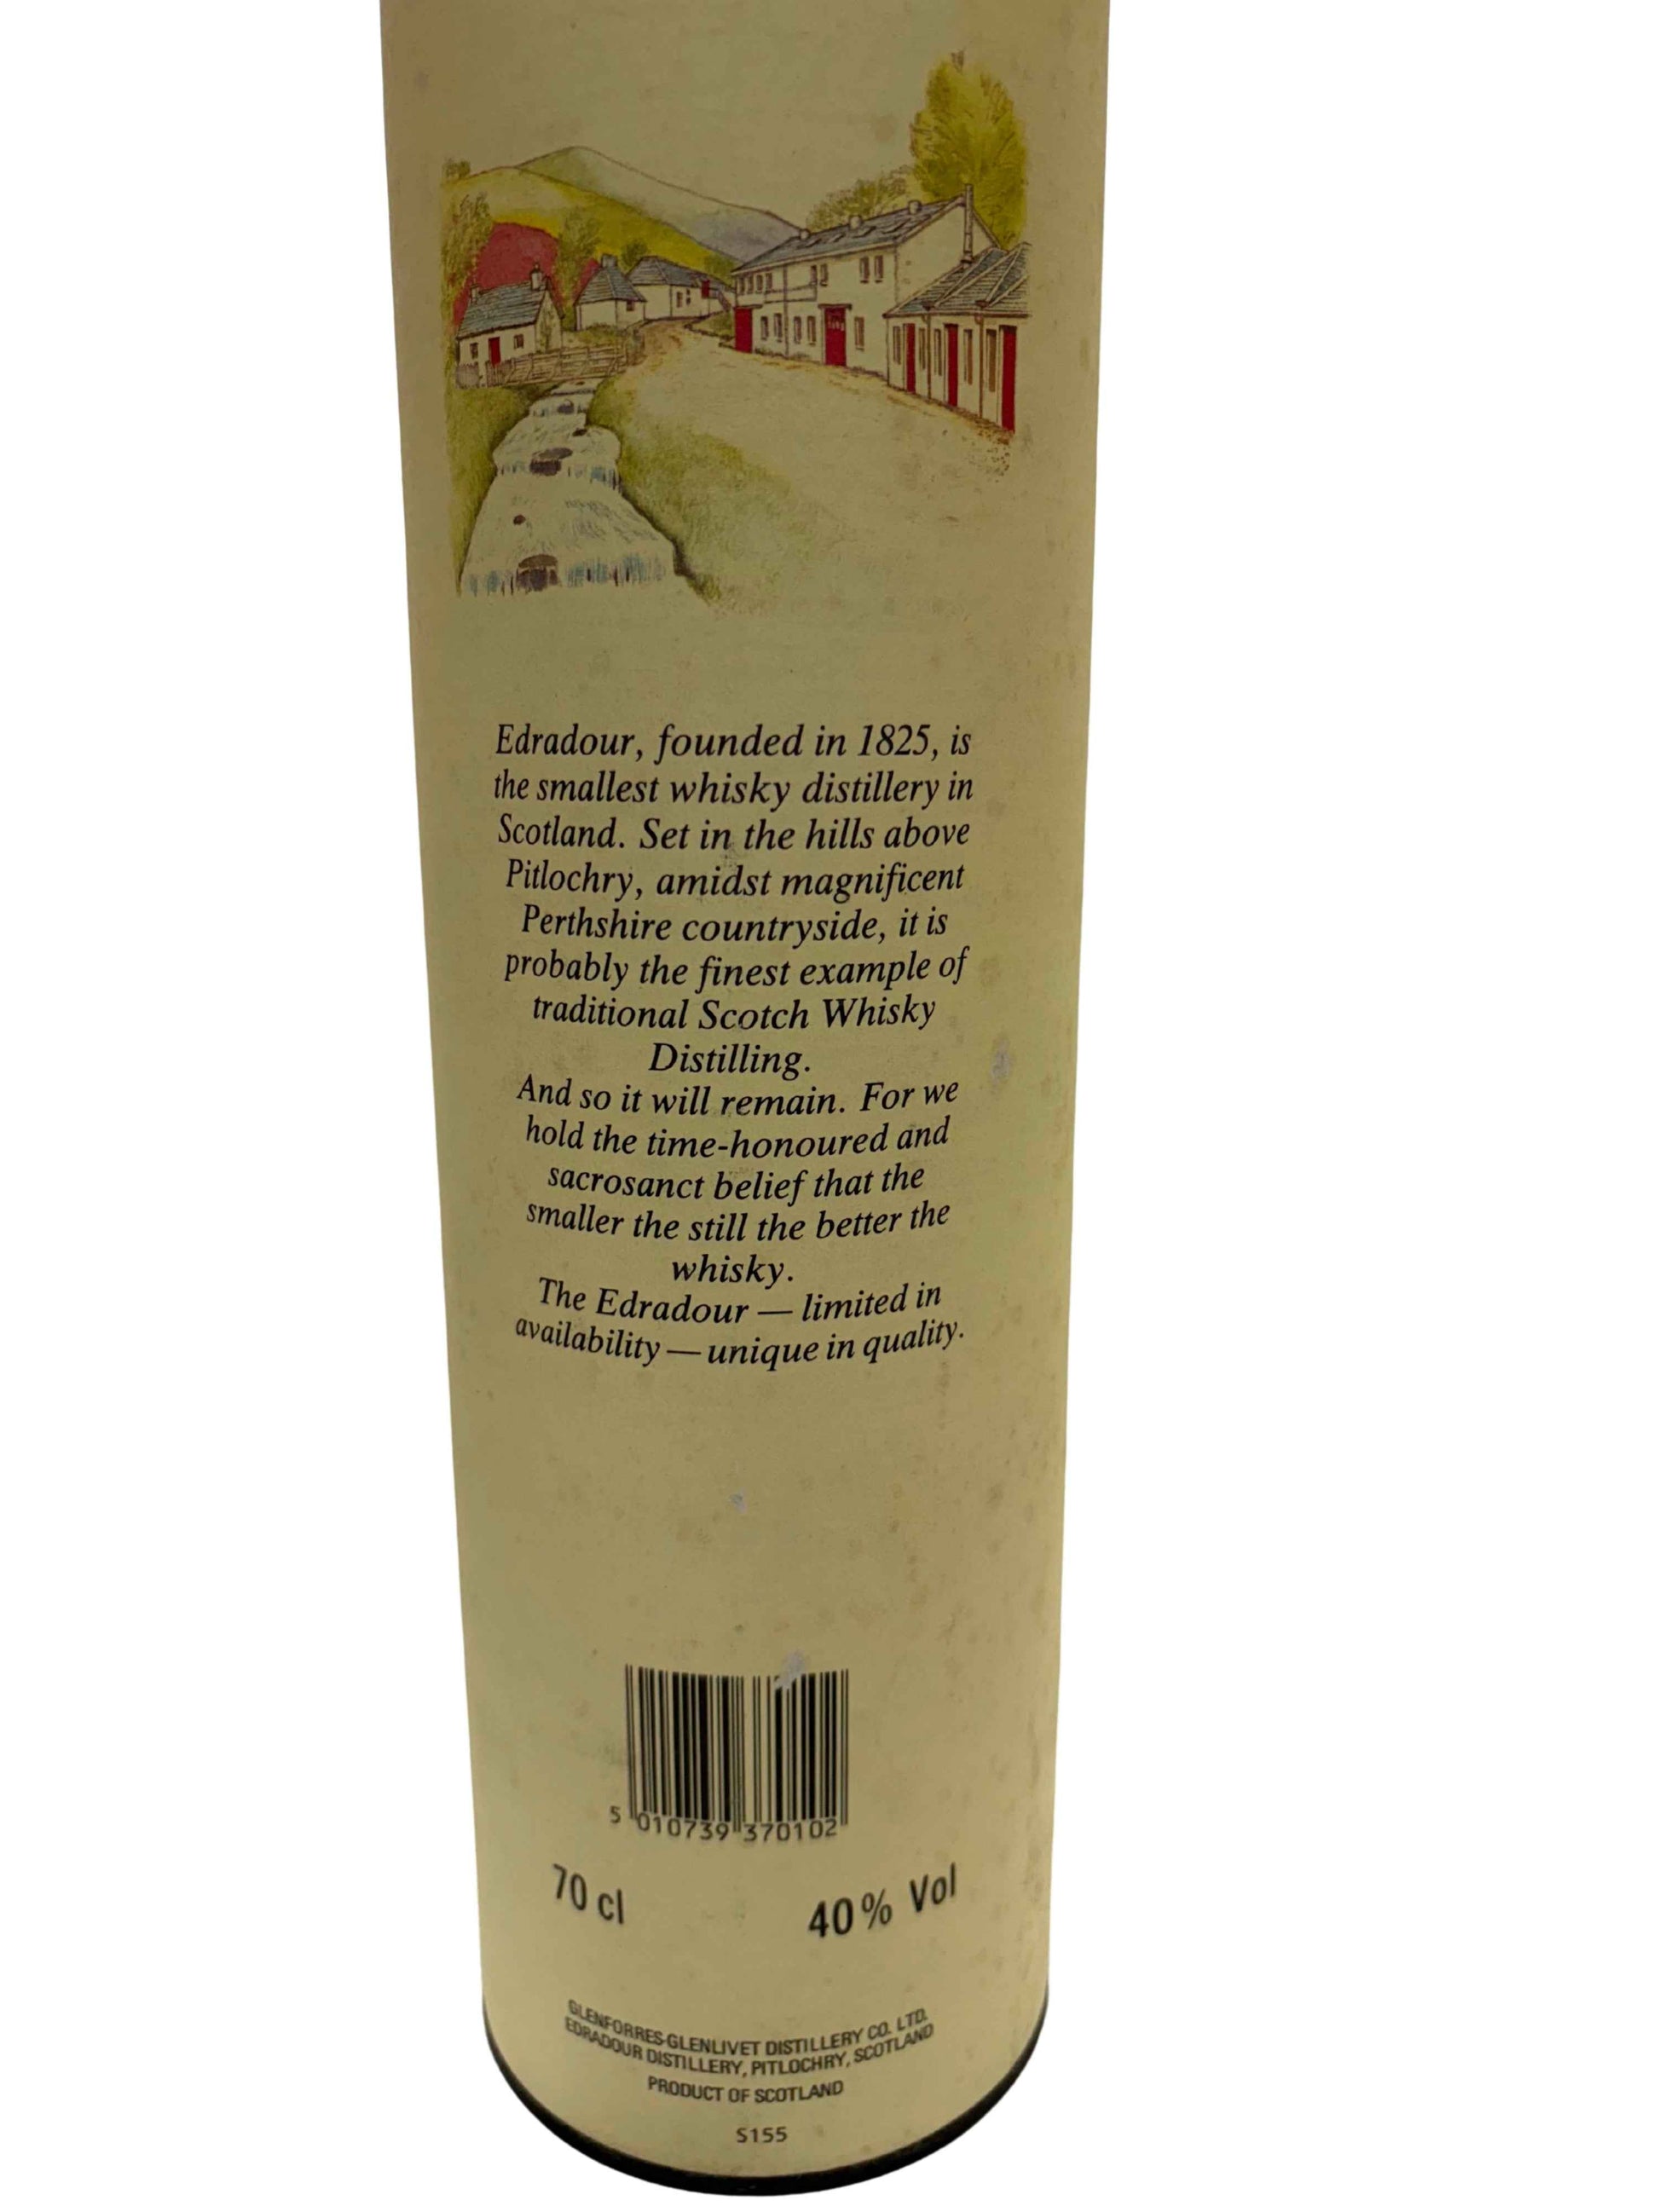 Edradour, founded in 1825, is
the smallest whisky distillery in
Scotland. Set in the hills above
Pitlochry, amidst magnificent
Perthshire countryside, it is
probably the finest example of
traditional Scotch Whisky
Distilling.
And so it will remain. For we
hold the time-honoured and
sacrosanct belief that the
smaller the still the better the
whisky.
The Edradour — limited in
availability — unique in quality.
5 010739 370102
70 cl 40% Vol
GLENFORRES-GLENLIVET DISTILLERY CO. LTD.
EDRADOUR DISTILLERY, PITLOCHRY, SCOTLAND
PRODUCT OF SCOTLAND
S155